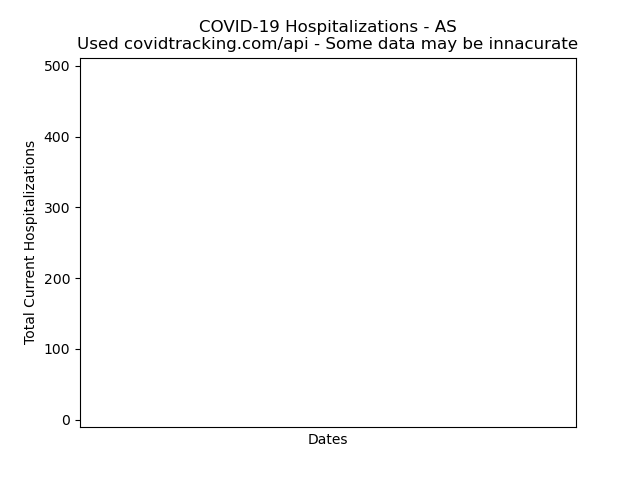 COVID-19 Hospitalizations - AS
Used covidtracking.com/api - Some data may be innacurate
500
400
300
200
100
0
Total Current Hospitalizations
Dates